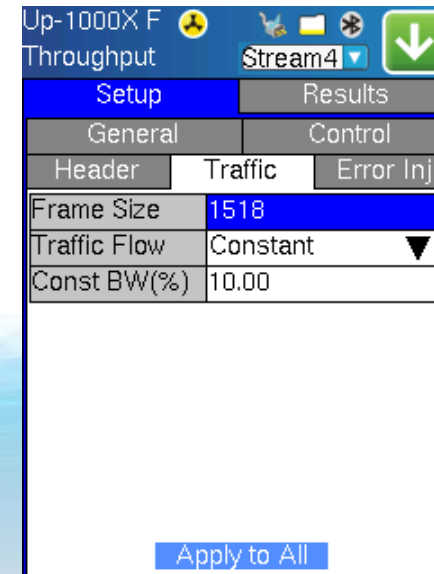 Up-1000X F
Throughput Stream4
Setup Results
General Control
Header Traffic Error Inj
Frame Size 1518
Traffic Flow Constant
Const BW(%) 10.00
Apply to All